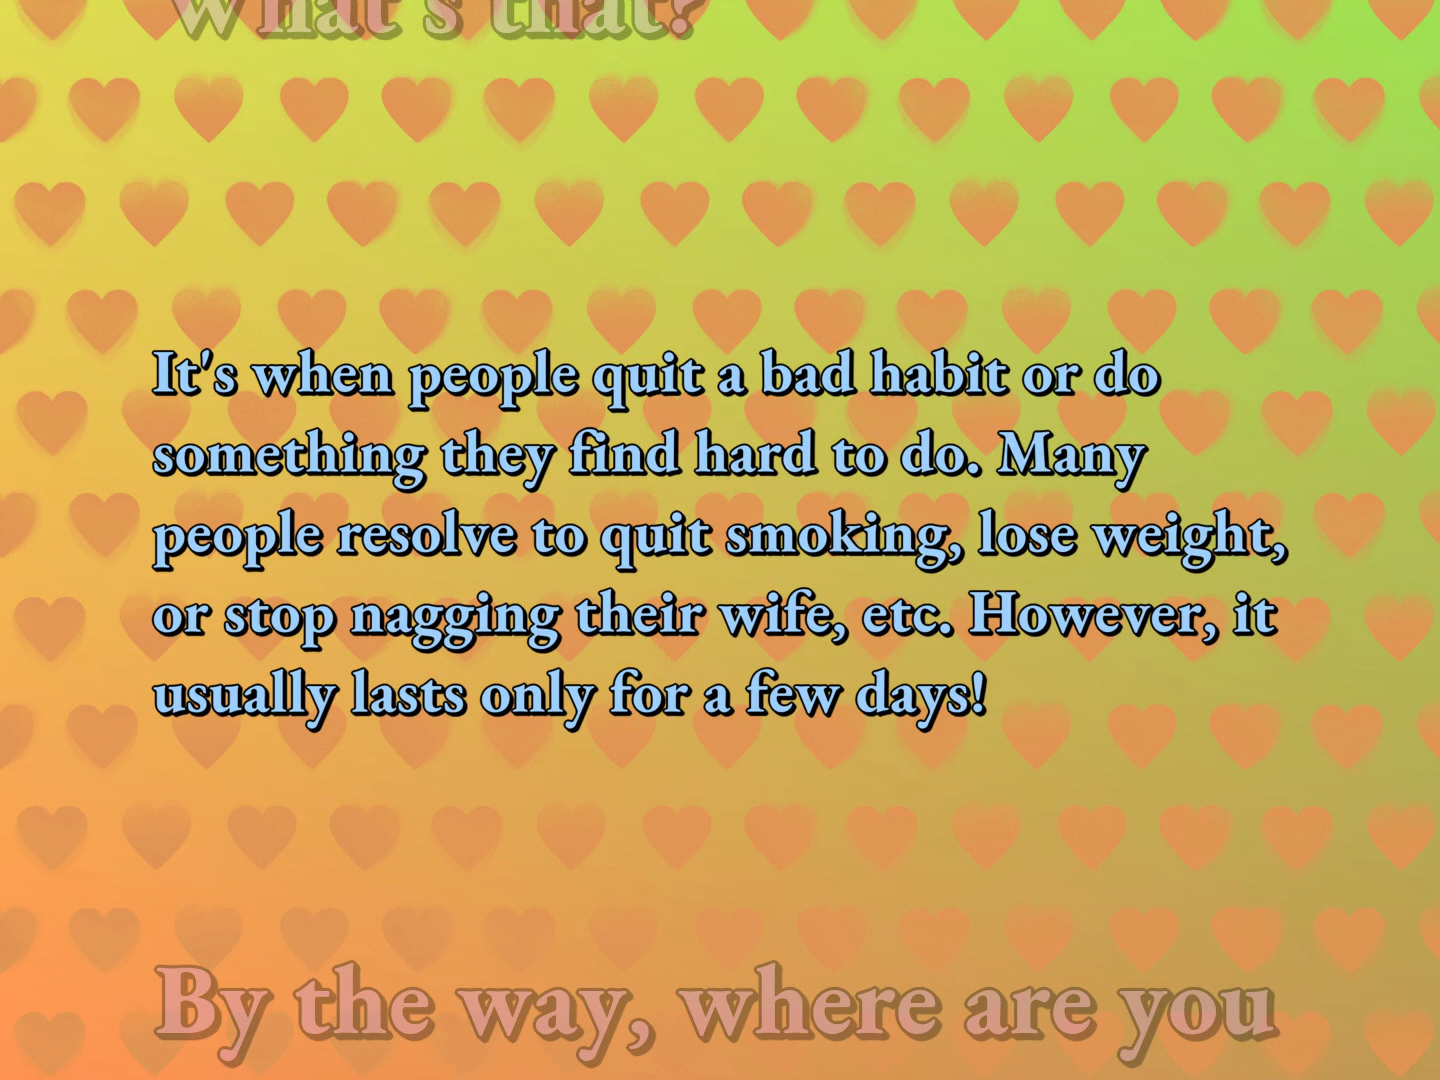 What's that?
It's when people quit a bad habit or do
something they find hard to do. Many
people resolve to quit smoking, lose weight,
or stop nagging their wife, etc. However, it
usually lasts only for a few days!
By the way, where are you